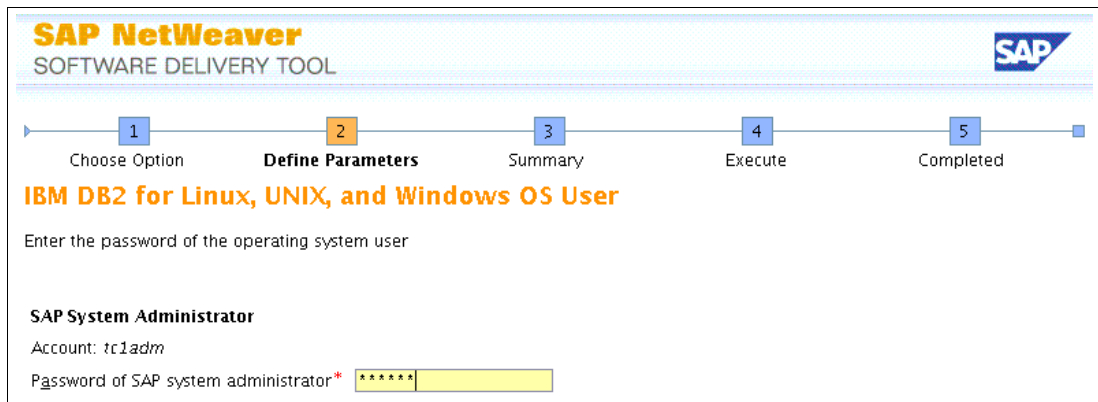 SAP NetWeaver
SOFTWARE DELIVERY TOOL
SAP
1 2 3 4 5
Choose Option Define Parameters Summary Execute Completed
IBM DB2 for Linux, UNIX, and Windows OS User
Enter the password of the operating system user
SAP System Administrator
Account: tc1adm
Password of SAP system administrator* ******